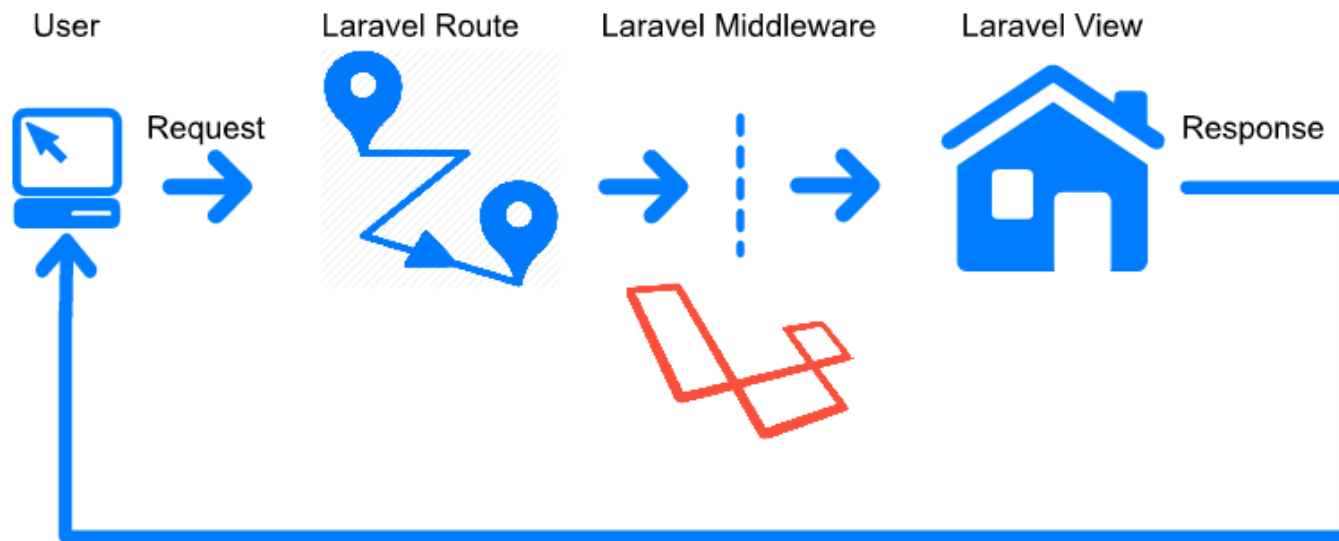 User
Laravel Route
Laravel Middleware
Laravel View
Request
Response